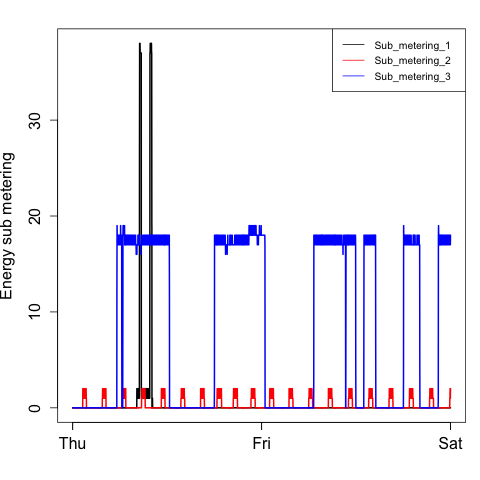 Sub_metering_1
Sub_metering_2
Sub_metering_3
Energy sub metering
30
20
10
0
Thu Fri Sat